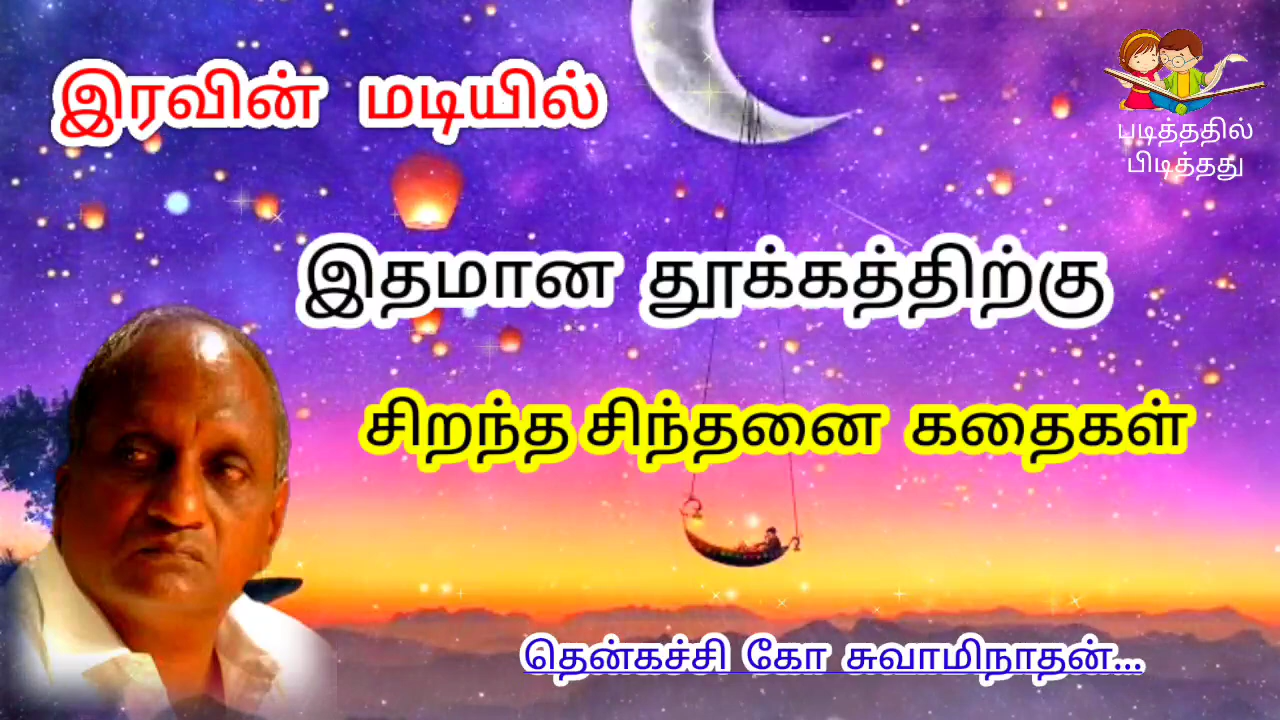 இரவின் மடியில்
படித்ததில்
பிடித்தது
இதமான தூக்கத்திற்கு
சிறந்த சிந்தனை கதைகள்
தென்கச்சி கோ சுவாமிநாதன்...